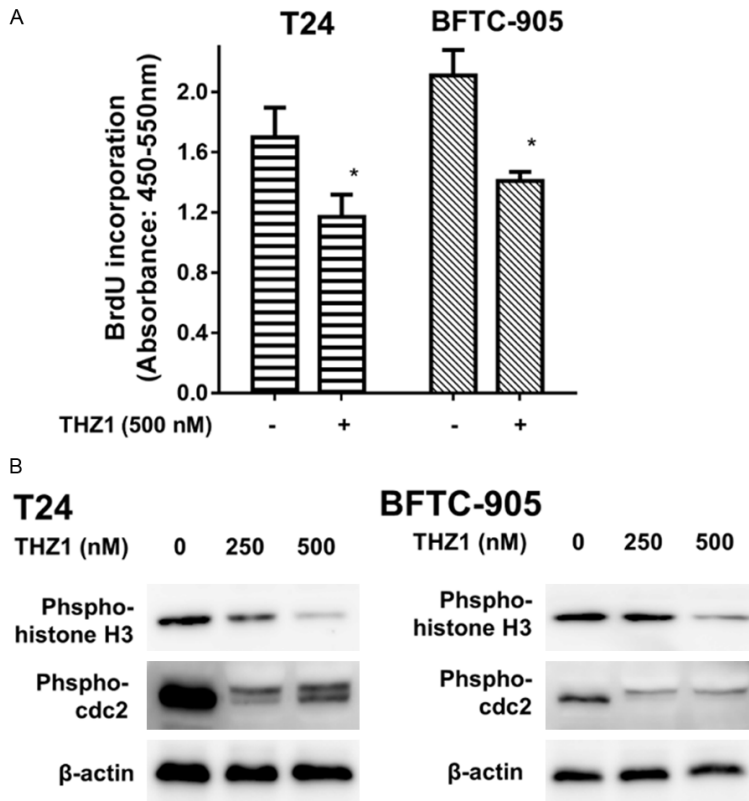 A
T24 BFTC-905
BrdU incorporation
(Absorbance: 450-550nm)
2.0
1.6
1.2
0.8
0.4
0.0
* *
THZ1 (500 nM) - + - +
B
T24
THZ1 (nM) 0 250 500
Phspho-
histone H3
Phspho-
cdc2
β-actin
BFTC-905
THZ1 (nM) 0 250 500
Phspho-
histone H3
Phspho-
cdc2
β-actin